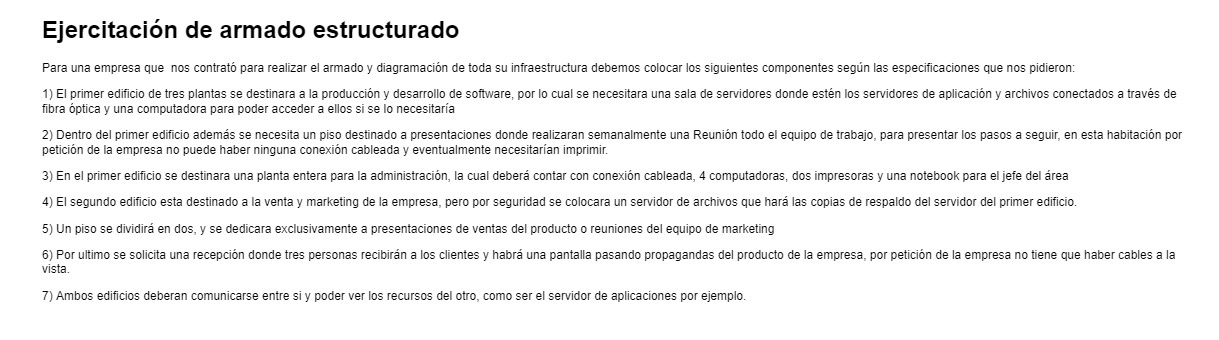 Ejercitación de armado estructurado
Para una empresa que  nos contrató para realizar el armado y diagramación de toda su infraestructura debemos colocar los siguientes componentes según las especificaciones que nos pidieron:
1) El primer edificio de tres plantas se destinara a la producción y desarrollo de software, por lo cual se necesitara una sala de servidores donde estén los servidores de aplicación y archivos conectados a través de
fibra óptica y una computadora para poder acceder a ellos si se lo necesitaría
2) Dentro del primer edificio además se necesita un piso destinado a presentaciones donde realizaran semanalmente una Reunión todo el equipo de trabajo, para presentar los pasos a seguir, en esta habitación por
petición de la empresa no puede haber ninguna conexión cableada y eventualmente necesitarían imprimir.
3) En el primer edificio se destinara una planta entera para la administración, la cual deberá contar con conexión cableada, 4 computadoras, dos impresoras y una notebook para el jefe del área
4) El segundo edificio esta destinado a la venta y marketing de la empresa, pero por seguridad se colocara un servidor de archivos que hará las copias de respaldo del servidor del primer edificio.
5) Un piso se dividirá en dos, y se dedicara exclusivamente a presentaciones de ventas del producto o reuniones del equipo de marketing
6) Por ultimo se solicita una recepción donde tres personas recibirán a los clientes y habrá una pantalla pasando propagandas del producto de la empresa, por petición de la empresa no tiene que haber cables a la
vista.
7) Ambos edificios deberan comunicarse entre si y poder ver los recursos del otro, como ser el servidor de aplicaciones por ejemplo.